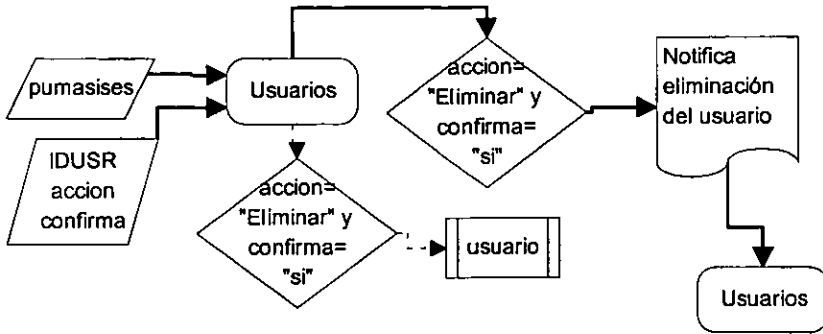 pumasises
IDUSR
accion
confirma
Usuarios
accion=
"Eliminar" y
confirma=
"si"
accion=
"Eliminar" y
confirma=
"si"
usuario
Notifica
eliminación
del usuario
Usuarios